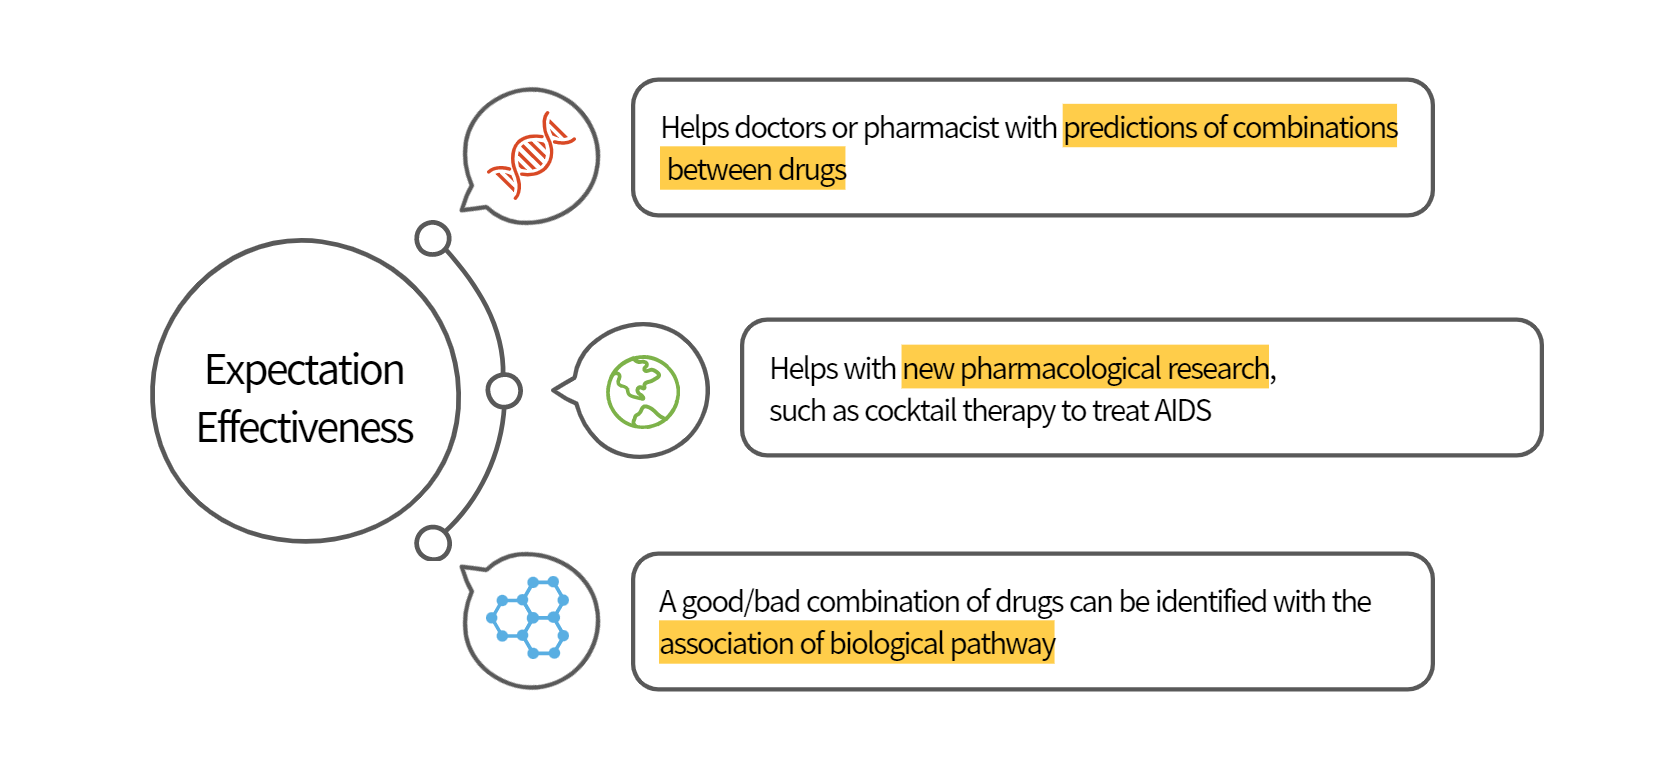 Expectation
Effectiveness
Helps doctors or pharmacist with predictions of combinations
between drugs
Helps with new pharmacological research,
such as cocktail therapy to treat AIDS
A good/bad combination of drugs can be identified with the
association of biological pathway